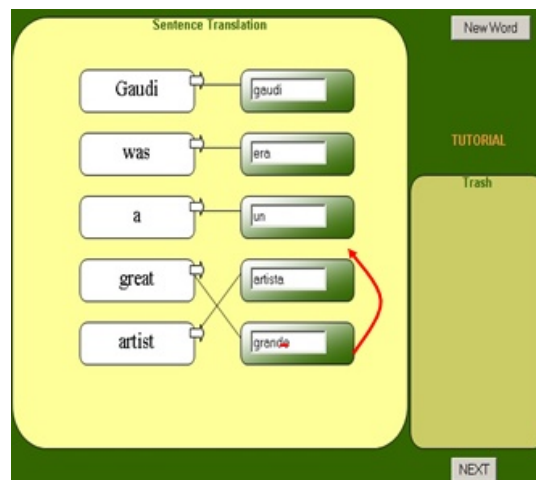 Sentence Translation
New Word
Gaudi
gaudi
was
era
TUTORIAL
Trash
a
un
great
artista
artist
grande
NEXT